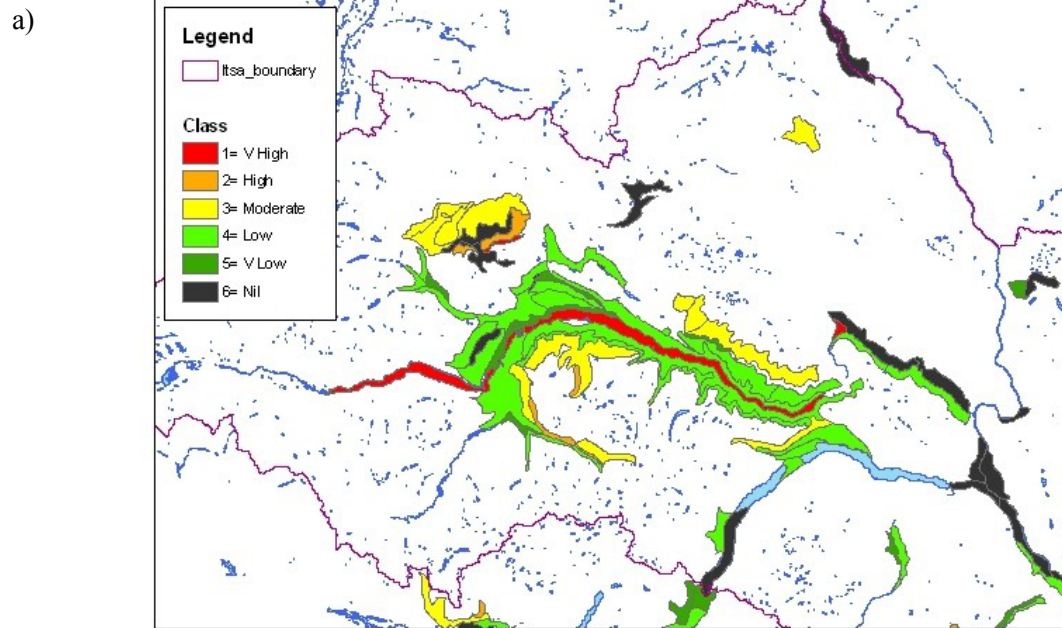 a)
Legend
ltsa_boundary
Class
1= V High
2= High
3= Moderate
4= Low
5= V Low
6= Nil